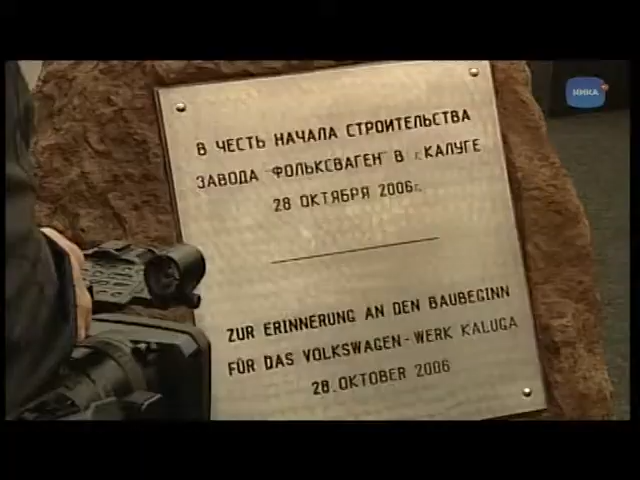 НИКА
В ЧЕСТЬ НАЧАЛА СТРОИТЕЛЬСТВА
ЗАВОДА "ФОЛЬКСВАГЕН" В г.КАЛУГЕ
28 ОКТЯБРЯ 2006г.
ZUR ERINNERUNG AN DEN BAUBEGINN
FÜR DAS VOLKSWAGEN-WERK KALUGA
28.OKTOBER 2006